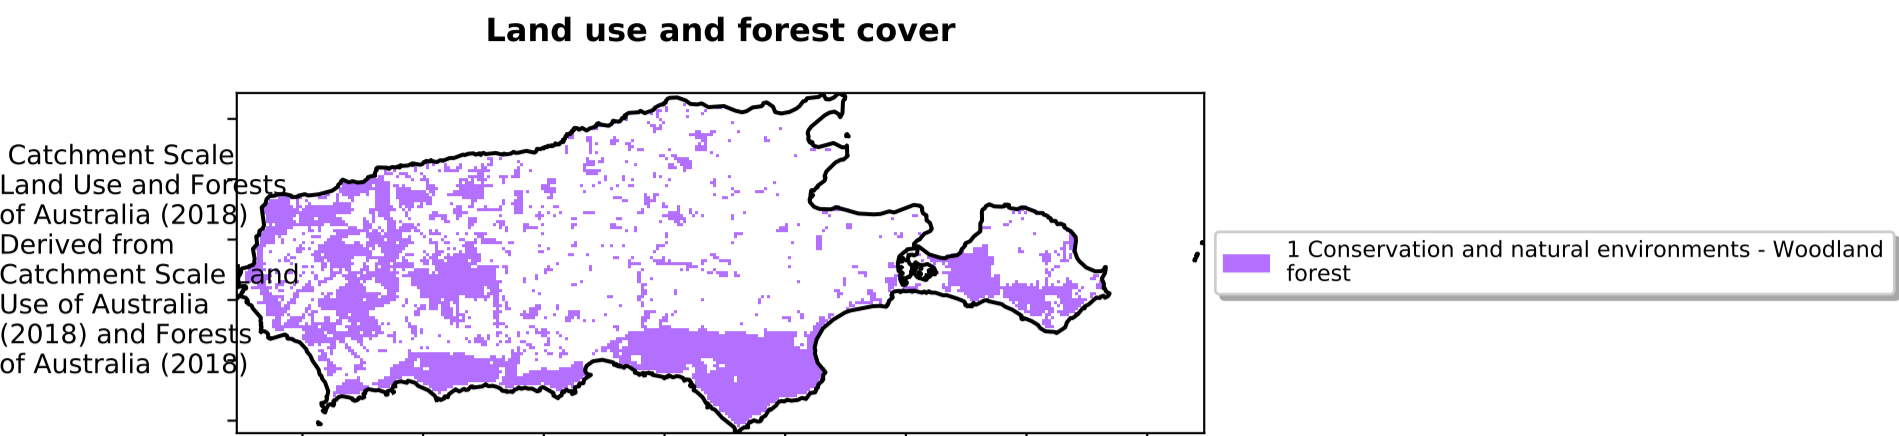 Land use and forest cover
Catchment Scale
Land Use and Forests
of Australia (2018)
Derived from
Catchment Scale Land
Use of Australia
(2018) and Forests
of Australia (2018)
1 Conservation and natural environments - Woodland
forest